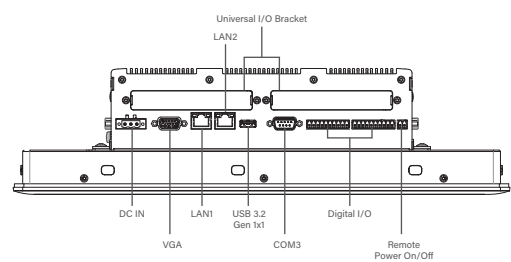 Universal I/O Bracket
LAN2
DC IN
LAN1
USB 3.2
Gen 1x1
Digital I/O
VGA
COM3
Remote
Power On/Off